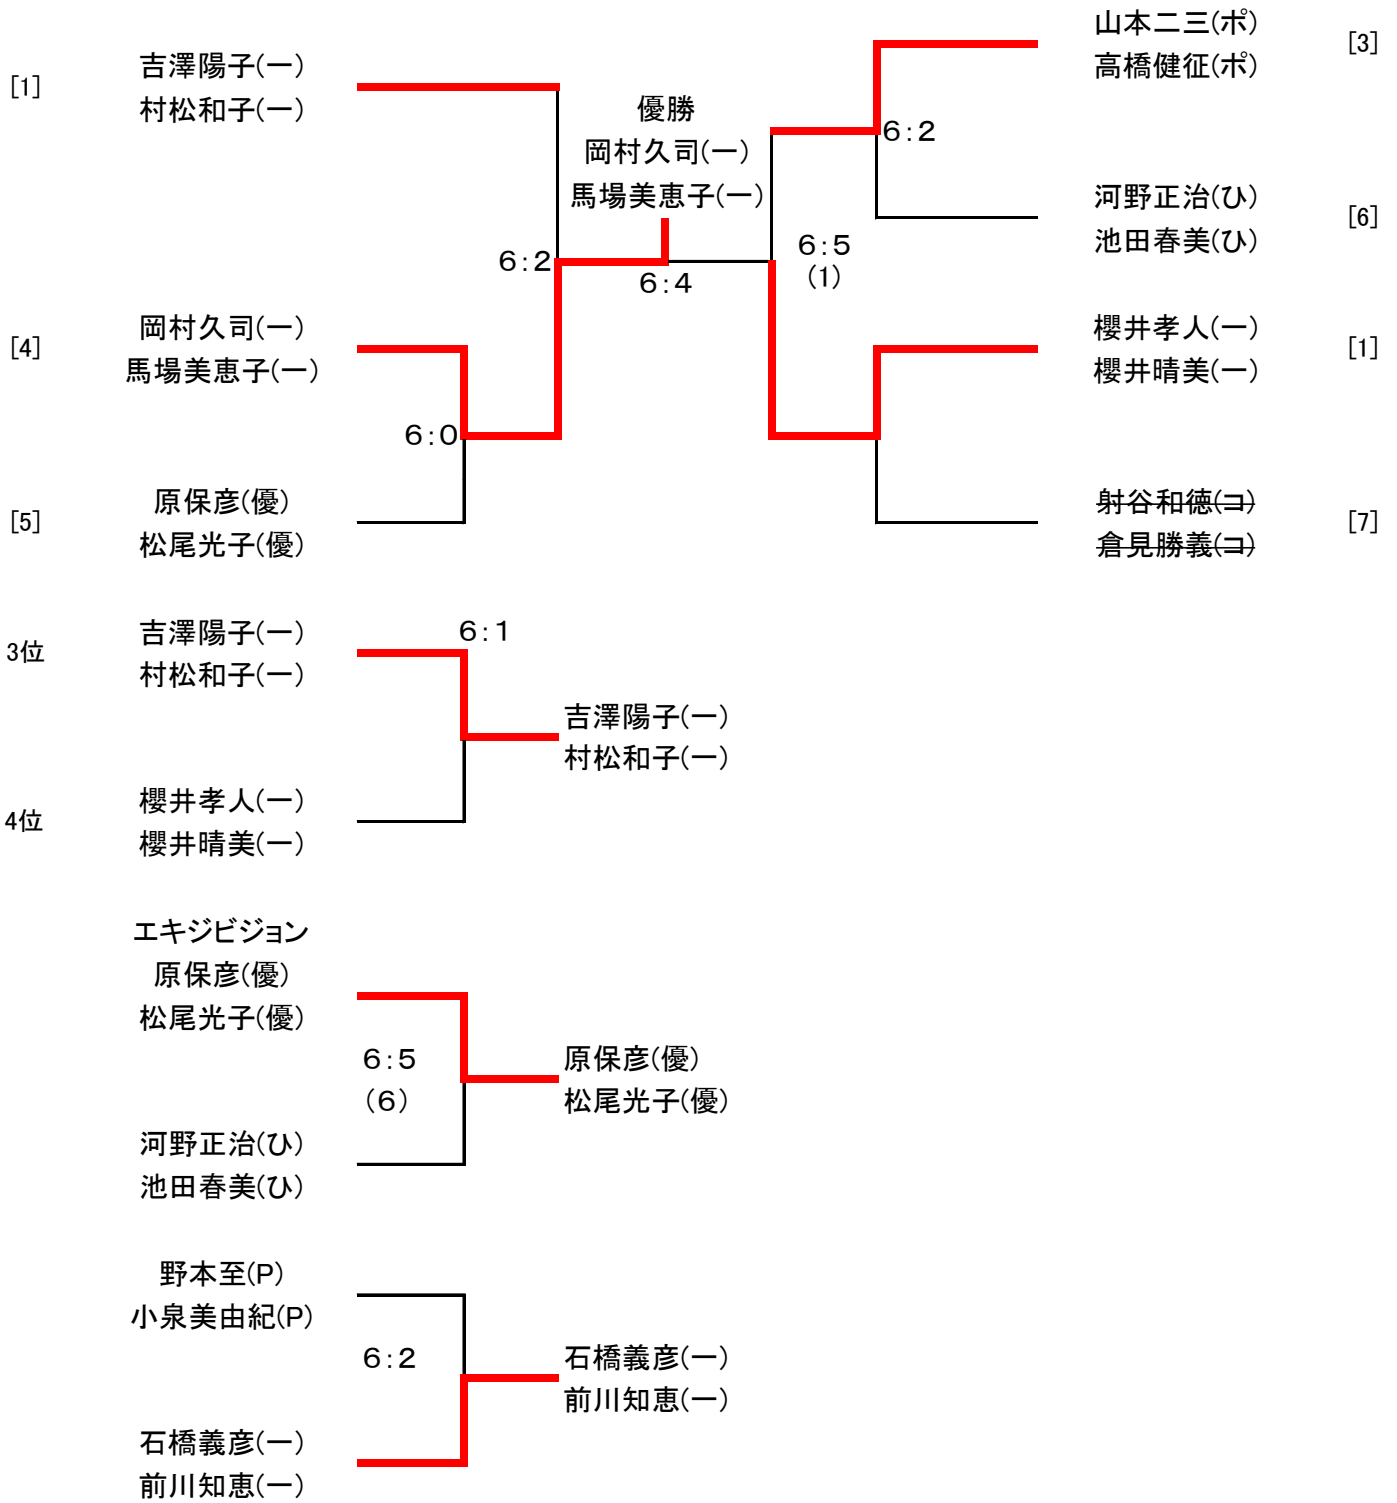 [1]
吉澤陽子(一)
村松和子(一)
優勝
岡村久司(一)
馬場美恵子(一)
山本二三(ポ)
高橋健征(ポ)
[3]
6:2
河野正治(ひ)
池田春美(ひ)
[6]
6:2
6:4
6:5
(1)
[4]
岡村久司(一)
馬場美恵子(一)
櫻井孝人(一)
櫻井晴美(一)
[1]
6:0
[5]
原保彦(優)
松尾光子(優)
射谷和徳(コ)
倉見勝義(コ)
[7]
3位
吉澤陽子(一)
村松和子(一)
6:1
吉澤陽子(一)
村松和子(一)
4位
櫻井孝人(一)
櫻井晴美(一)
エキジビジョン
原保彦(優)
松尾光子(優)
6:5
(6)
原保彦(優)
松尾光子(優)
河野正治(ひ)
池田春美(ひ)
野本至(P)
小泉美由紀(P)
6:2
石橋義彦(一)
前川知恵(一)
石橋義彦(一)
前川知恵(一)